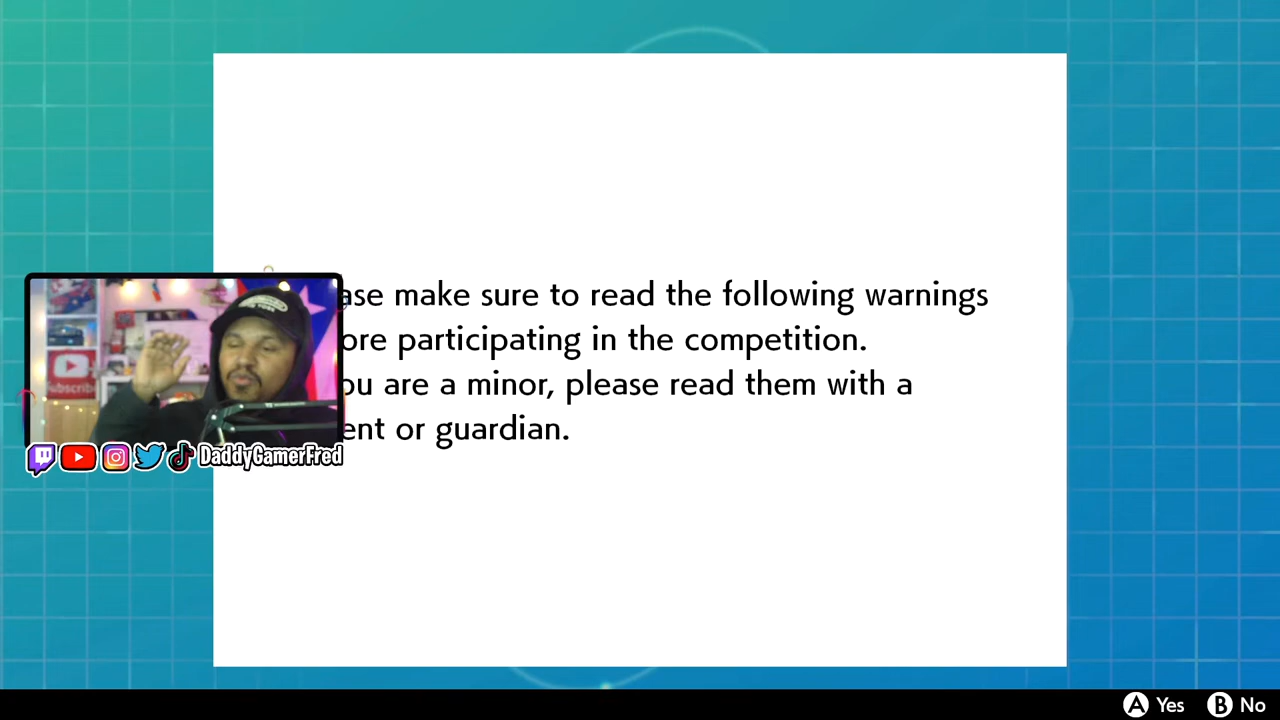 ase make sure to read the following warnings
ore participating in the competition.
ou are a minor, please read them with a
ent or guardian.
Subscribe
DaddyGamerFred
A Yes B No